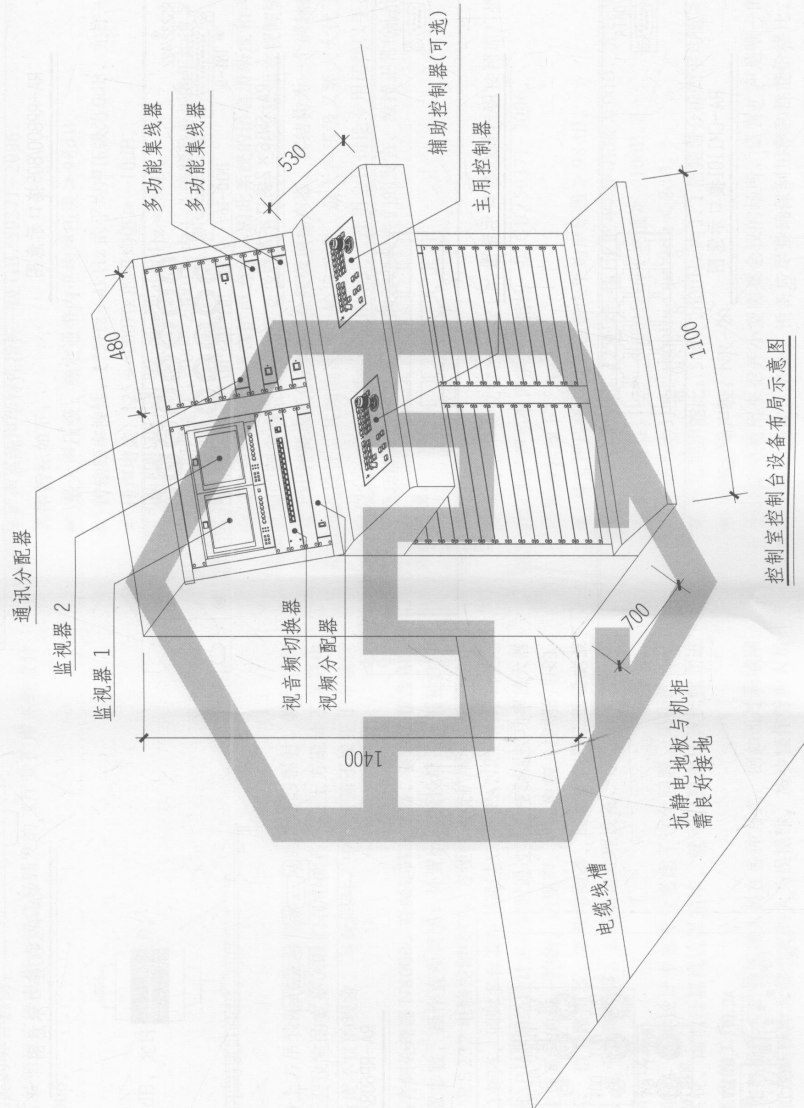 通讯分配器
监视器 2
监视器 1
多功能集线器
多功能集线器
480
530
视音频切换器
视频分配器
辅助控制器(可选)
主用控制器
1400
700
1100
抗静电地板与机柜
需良好接地
电缆线槽
控制室控制台设备布局示意图